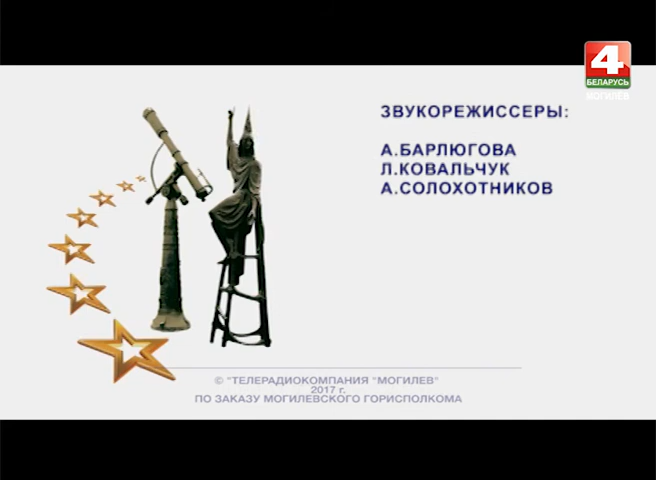 4
БЕЛАРУСЬ
МОГИЛЕВ
ЗВУКОРЕЖИССЕРЫ:
А.БАРЛЮГОВА
Л.КОВАЛЬЧУК
А.СОЛОХОТНИКОВ
© "ТЕЛЕРАДИОКОМПАНИЯ "МОГИЛЕВ"
2017 г.
ПО ЗАКАЗУ МОГИЛЕВСКОГО ГОРИСПОЛКОМА